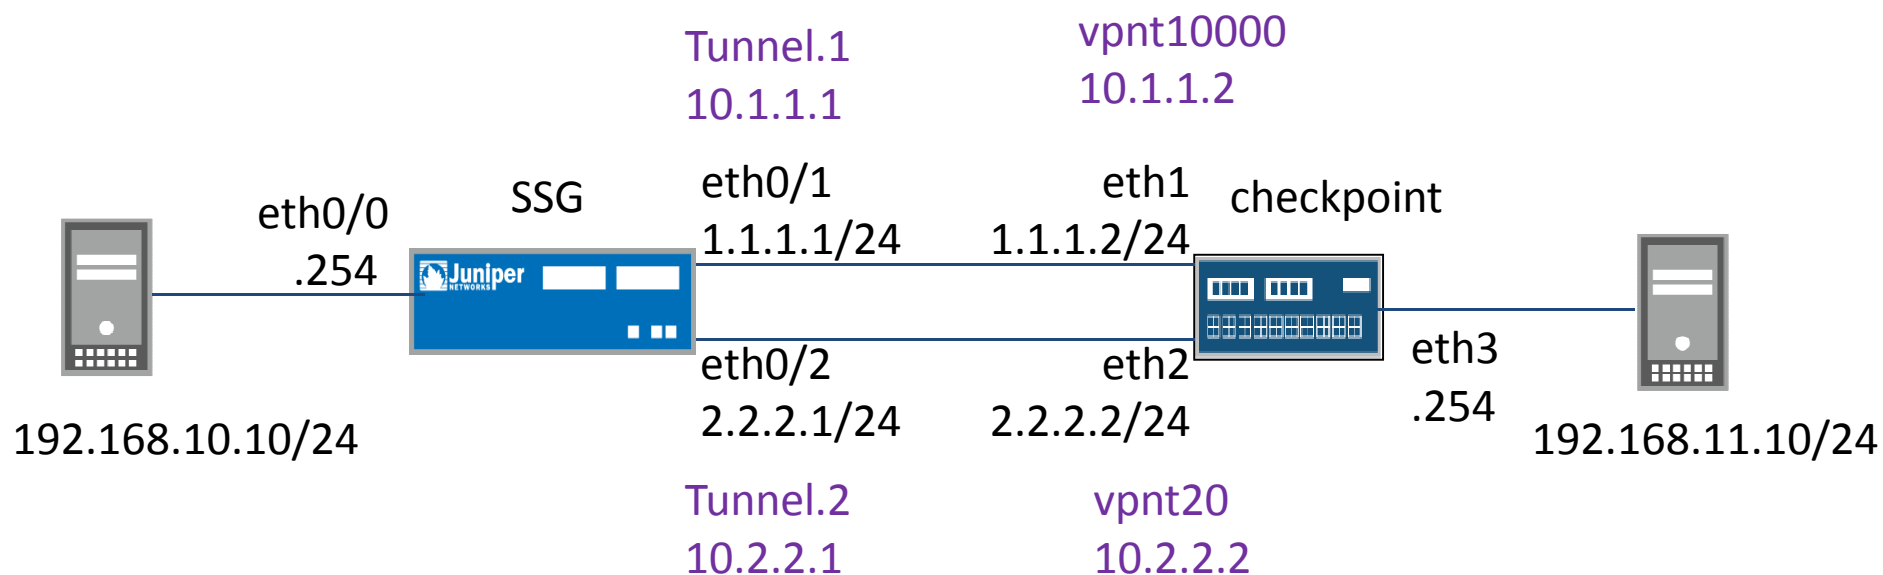 Tunnel.1
10.1.1.1
vpnt10000
10.1.1.2
eth0/0
.254
SSG
eth0/1
1.1.1.1/24
eth1
1.1.1.2/24
checkpoint
Juniper
NETWORKS
eth0/2
2.2.2.1/24
eth2
2.2.2.2/24
eth3
.254
192.168.10.10/24
192.168.11.10/24
Tunnel.2
10.2.2.1
vpnt20
10.2.2.2